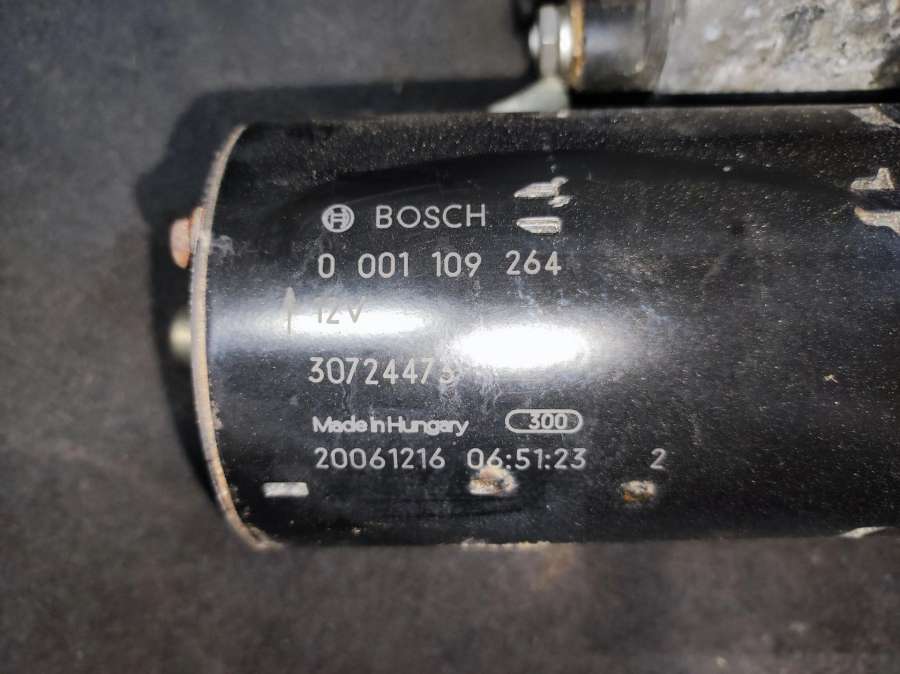 BOSCH
0 001 109 264
12V
30724473
Made in Hungary 300
20061216 06:51:23 2